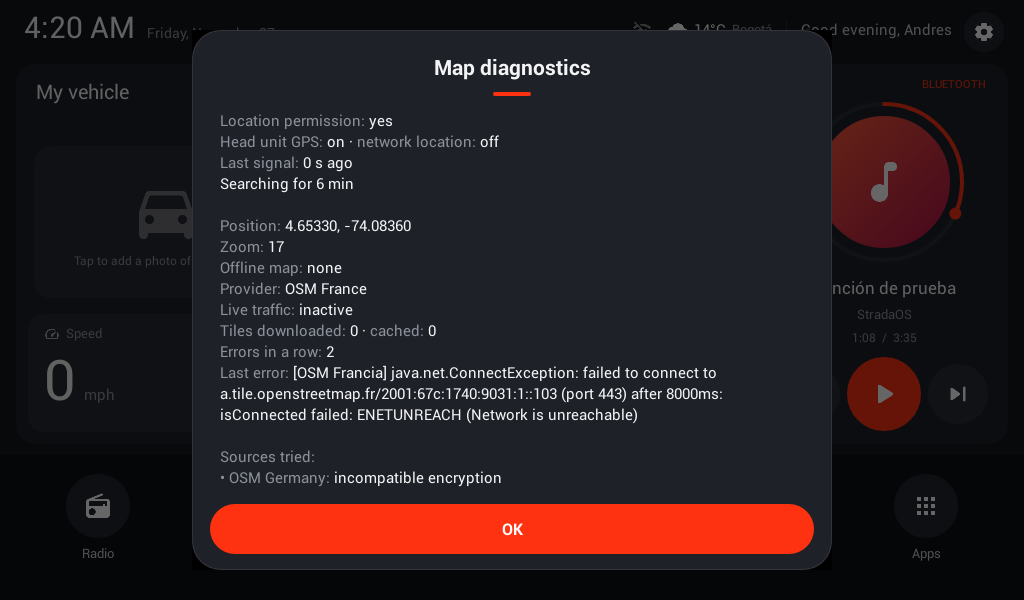 4:20 AM
Friday,
14°C Bogotá
evening, Andres
My vehicle
BLUETOOTH
Map diagnostics
Location permission: yes
Head unit GPS: on · network location: off
Last signal: 0 s ago
Searching for 6 min
Position: 4.65330, -74.08360
Zoom: 17
Offline map: none
Provider: OSM France
Live traffic: inactive
Tiles downloaded: 0 · cached: 0
Errors in a row: 2
Last error: [OSM Francia] java.net.ConnectException: failed to connect to
a.tile.openstreetmap.fr/2001:67c:1740:9031:1::103 (port 443) after 8000ms:
isConnected failed: ENETUNREACH (Network is unreachable)
Sources tried:
• OSM Germany: incompatible encryption
OK
Tap to add a photo of
Speed
0 mph
nción de prueba
StradaOS
1:08 / 3:35
Radio
Apps